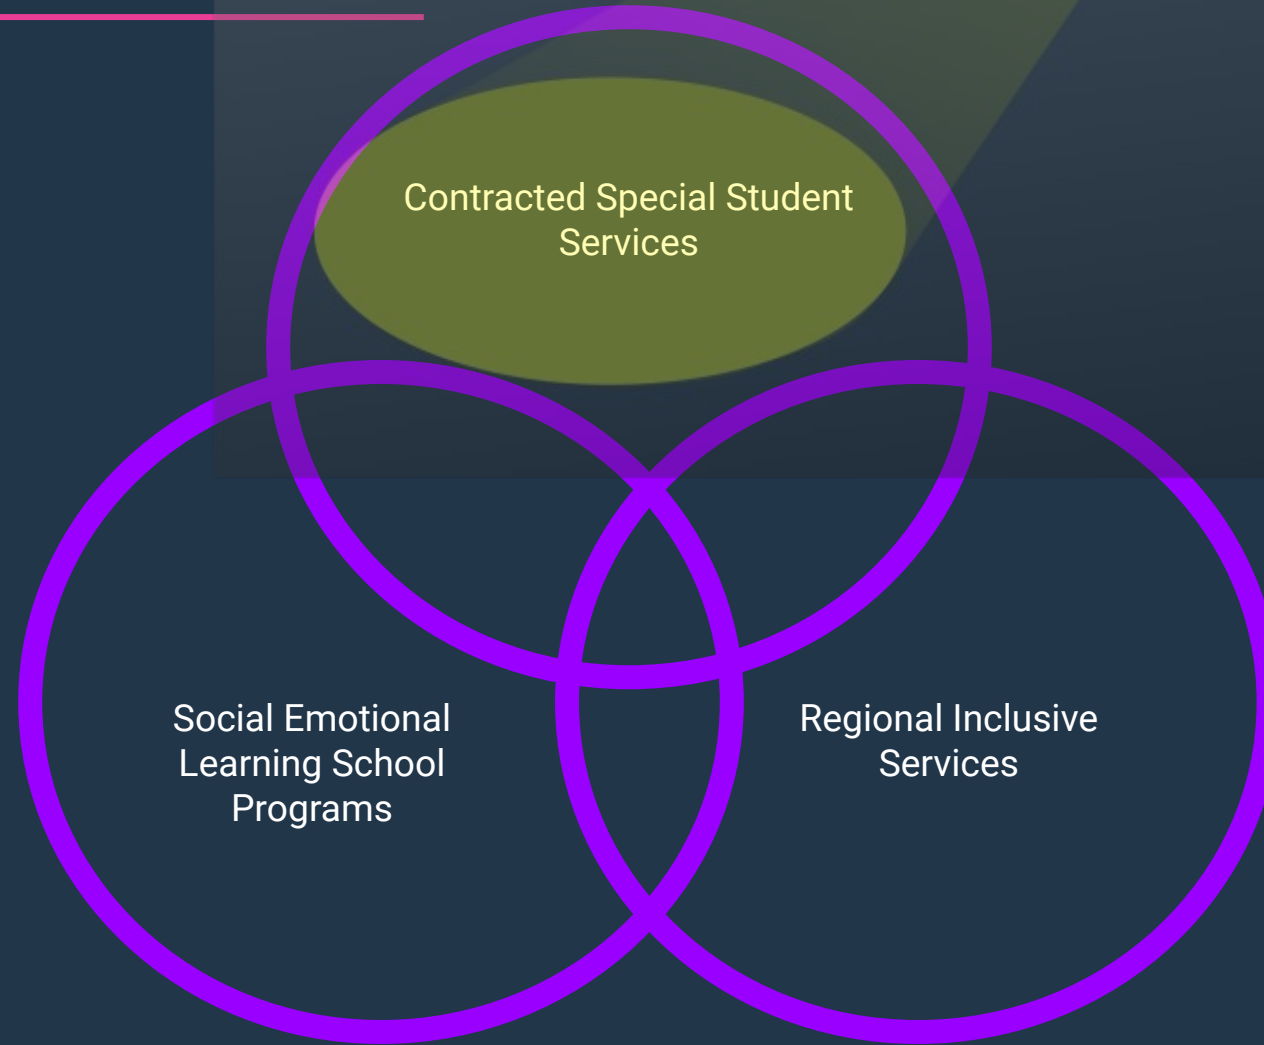 Contracted Special Student
Services
Social Emotional
Learning School
Programs
Regional Inclusive
Services